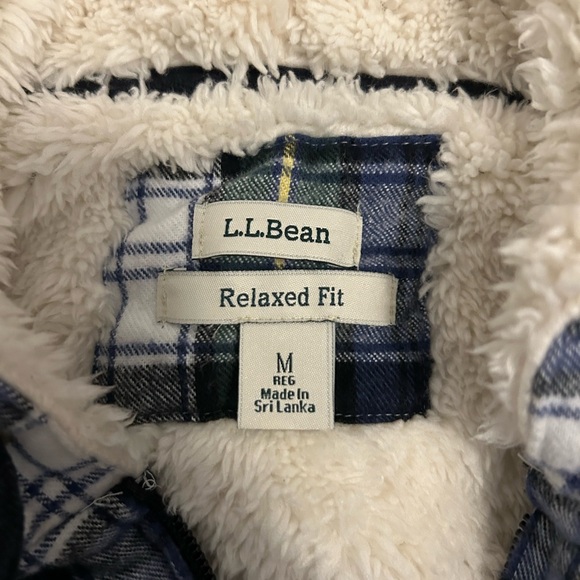 L.L.Bean
Relaxed Fit
M
REG
Made In
Sri Lanka